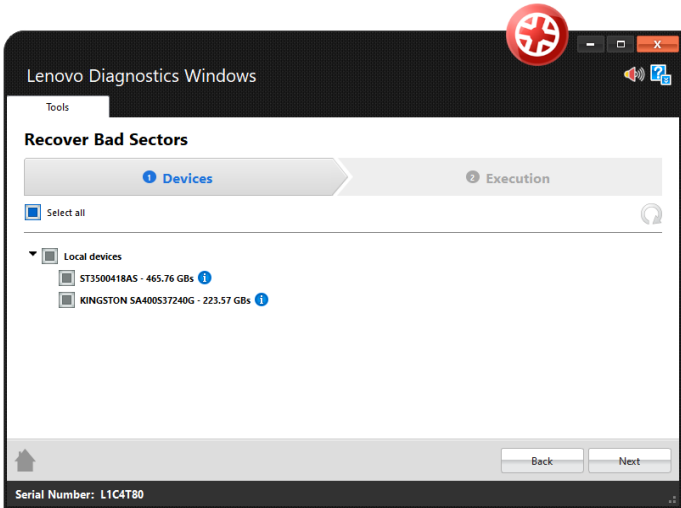 X
Lenovo Diagnostics Windows
Tools
Recover Bad Sectors
1 Devices
2 Execution
Select all
Local devices
ST3500418AS - 465.76 GBs i
KINGSTON SA400S37240G - 223.57 GBs i
Back
Next
Serial Number: L1C4T80